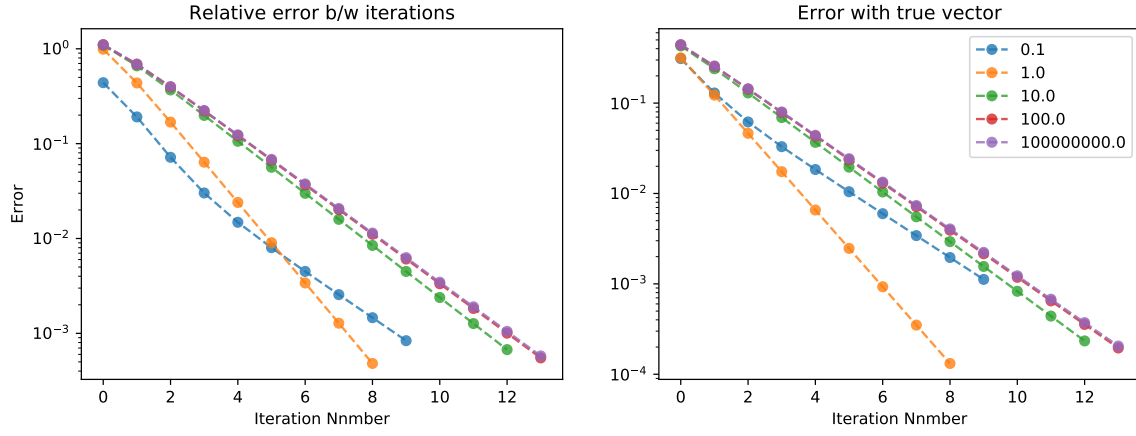 Relative error b/w iterations
Error
10⁰
10⁻¹
10⁻²
10⁻³
0 2 4 6 8 10 12
Iteration Nnmber
Error with true vector
10⁻¹
10⁻²
10⁻³
10⁻⁴
0 2 4 6 8 10 12
Iteration Nnmber
0.1
1.0
10.0
100.0
100000000.0